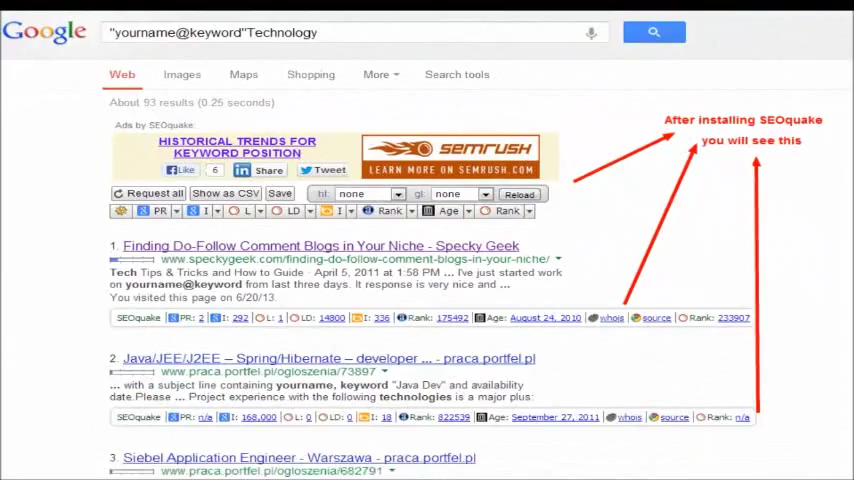 Google "yourname@keyword"Technology
Web Images Maps Shopping More Search tools
About 93 results (0.25 seconds)
After installing SEOquake
you will see this
Ads by SEOquake:
HISTORICAL TRENDS FOR
KEYWORD POSITION
Like 6 Share Tweet
SEMRUSH
LEARN MORE ON SEMRUSH.COM
Request all Show as CSV Save hl: none gl: none Reload
PR I L LD I Rank Age Rank
1. Finding Do-Follow Comment Blogs in Your Niche - Specky Geek
www.speckygeek.com/finding-do-follow-comment-blogs-in-your-niche/
Tech Tips & Tricks and How to Guide · April 5, 2011 at 1:58 PM ... I've just started work
on yourname@keyword from last three days. It response is very nice and ...
You visited this page on 6/20/13.
SEOquake PR: 2 I: 292 L: 1 LD: 14800 I: 336 Rank: 175492 Age: August 24, 2010 whois source Rank: 233907
2. Java/JEE/J2EE – Spring/Hibernate – developer ... - praca.portfel.pl
www.praca.portfel.pl/ogloszenia/73897
... with a subject line containing yourname, keyword "Java Dev" and availability
date.Please ... Project experience with the following technologies is a major plus:
SEOquake PR: n/a I: 168,000 L: 0 LD: 0 I: 18 Rank: 822539 Age: September 27, 2011 whois source Rank: n/a
3. Siebel Application Engineer - Warszawa - praca.portfel.pl
www.praca.portfel.pl/ogloszenia/682791